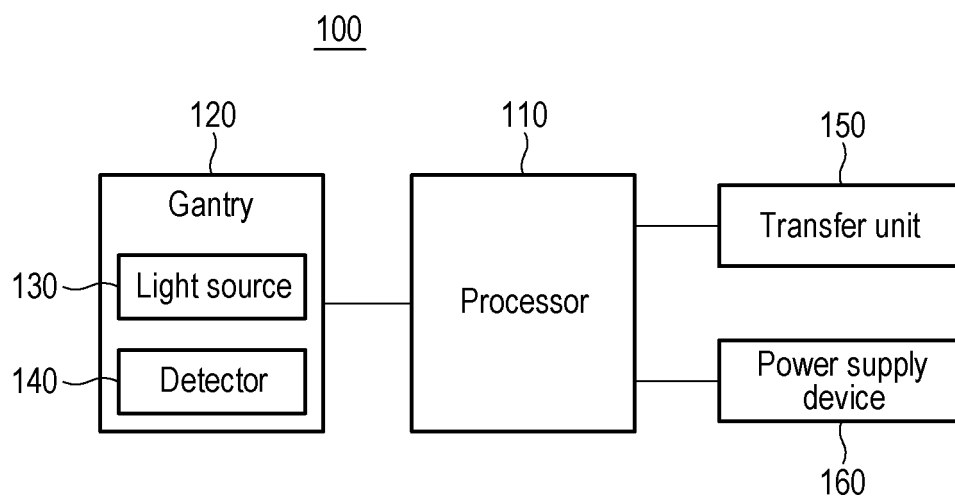 100
120
110
150
Gantry
Transfer unit
130
Light source
Processor
140
Detector
Power supply
device
160